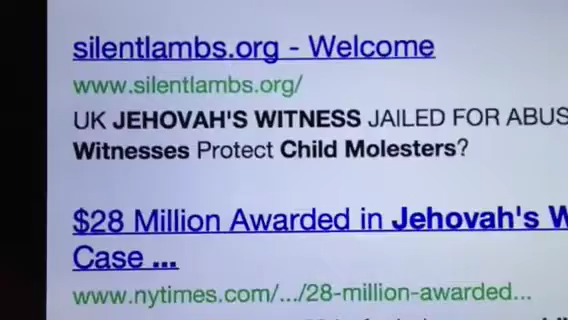 silentlambs.org - Welcome
www.silentlambs.org/
UK JEHOVAH'S WITNESS JAILED FOR ABUS
Witnesses Protect Child Molesters?
$28 Million Awarded in Jehovah's W
Case ...
www.nytimes.com/.../28-million-awarded...